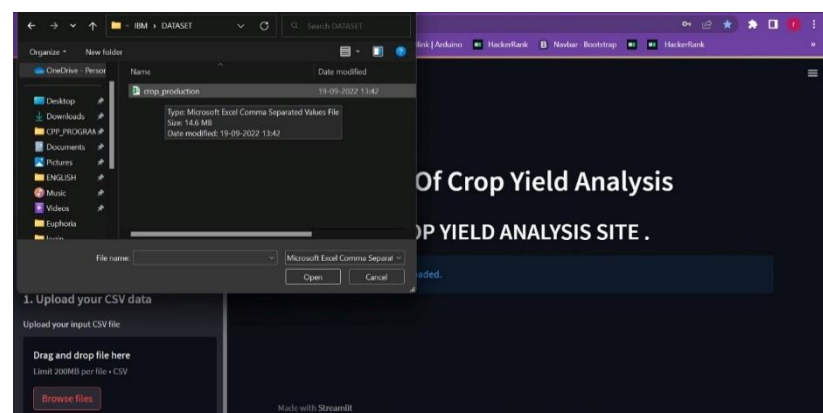 IBM › DATASET
Search DATASET
Organize
New folder
OneDrive - Persor
Name
Date modified
Desktop
Downloads
CPP_PROGRAM
Documents
Pictures
ENGLISH
Music
Videos
Euphoria
crop_production
19-09-2022 13:42
Type: Microsoft Excel Comma Separated Values File
Size: 14.6 MB
Date modified: 19-09-2022 13:42
File name:
Microsoft Excel Comma Separat
Open
Cancel
link | Arduino
HackerRank
Navbar · Bootstrap
HackerRank
»
Of Crop Yield Analysis
OP YIELD ANALYSIS SITE .
aded.
1. Upload your CSV data
Upload your input CSV file
Drag and drop file here
Limit 200MB per file • CSV
Browse files
Made with Streamlit